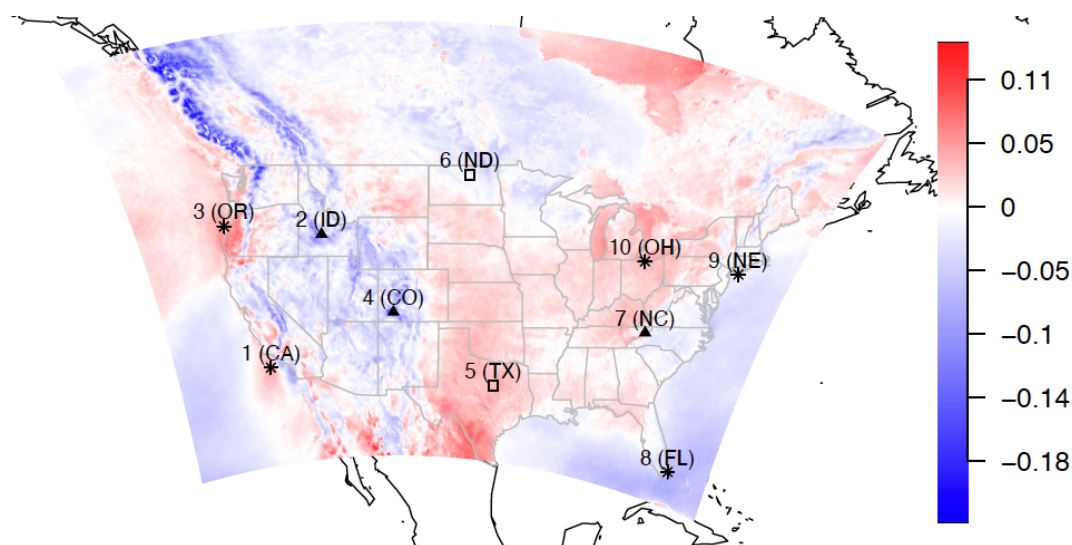 6 (ND)
3 (OR)
2 (ID)
10 (OH)
9 (NE)
4 (CO)
7 (NC)
1 (CA)
5 (TX)
8 (FL)
0.11
0.05
0
−0.05
−0.1
−0.14
−0.18